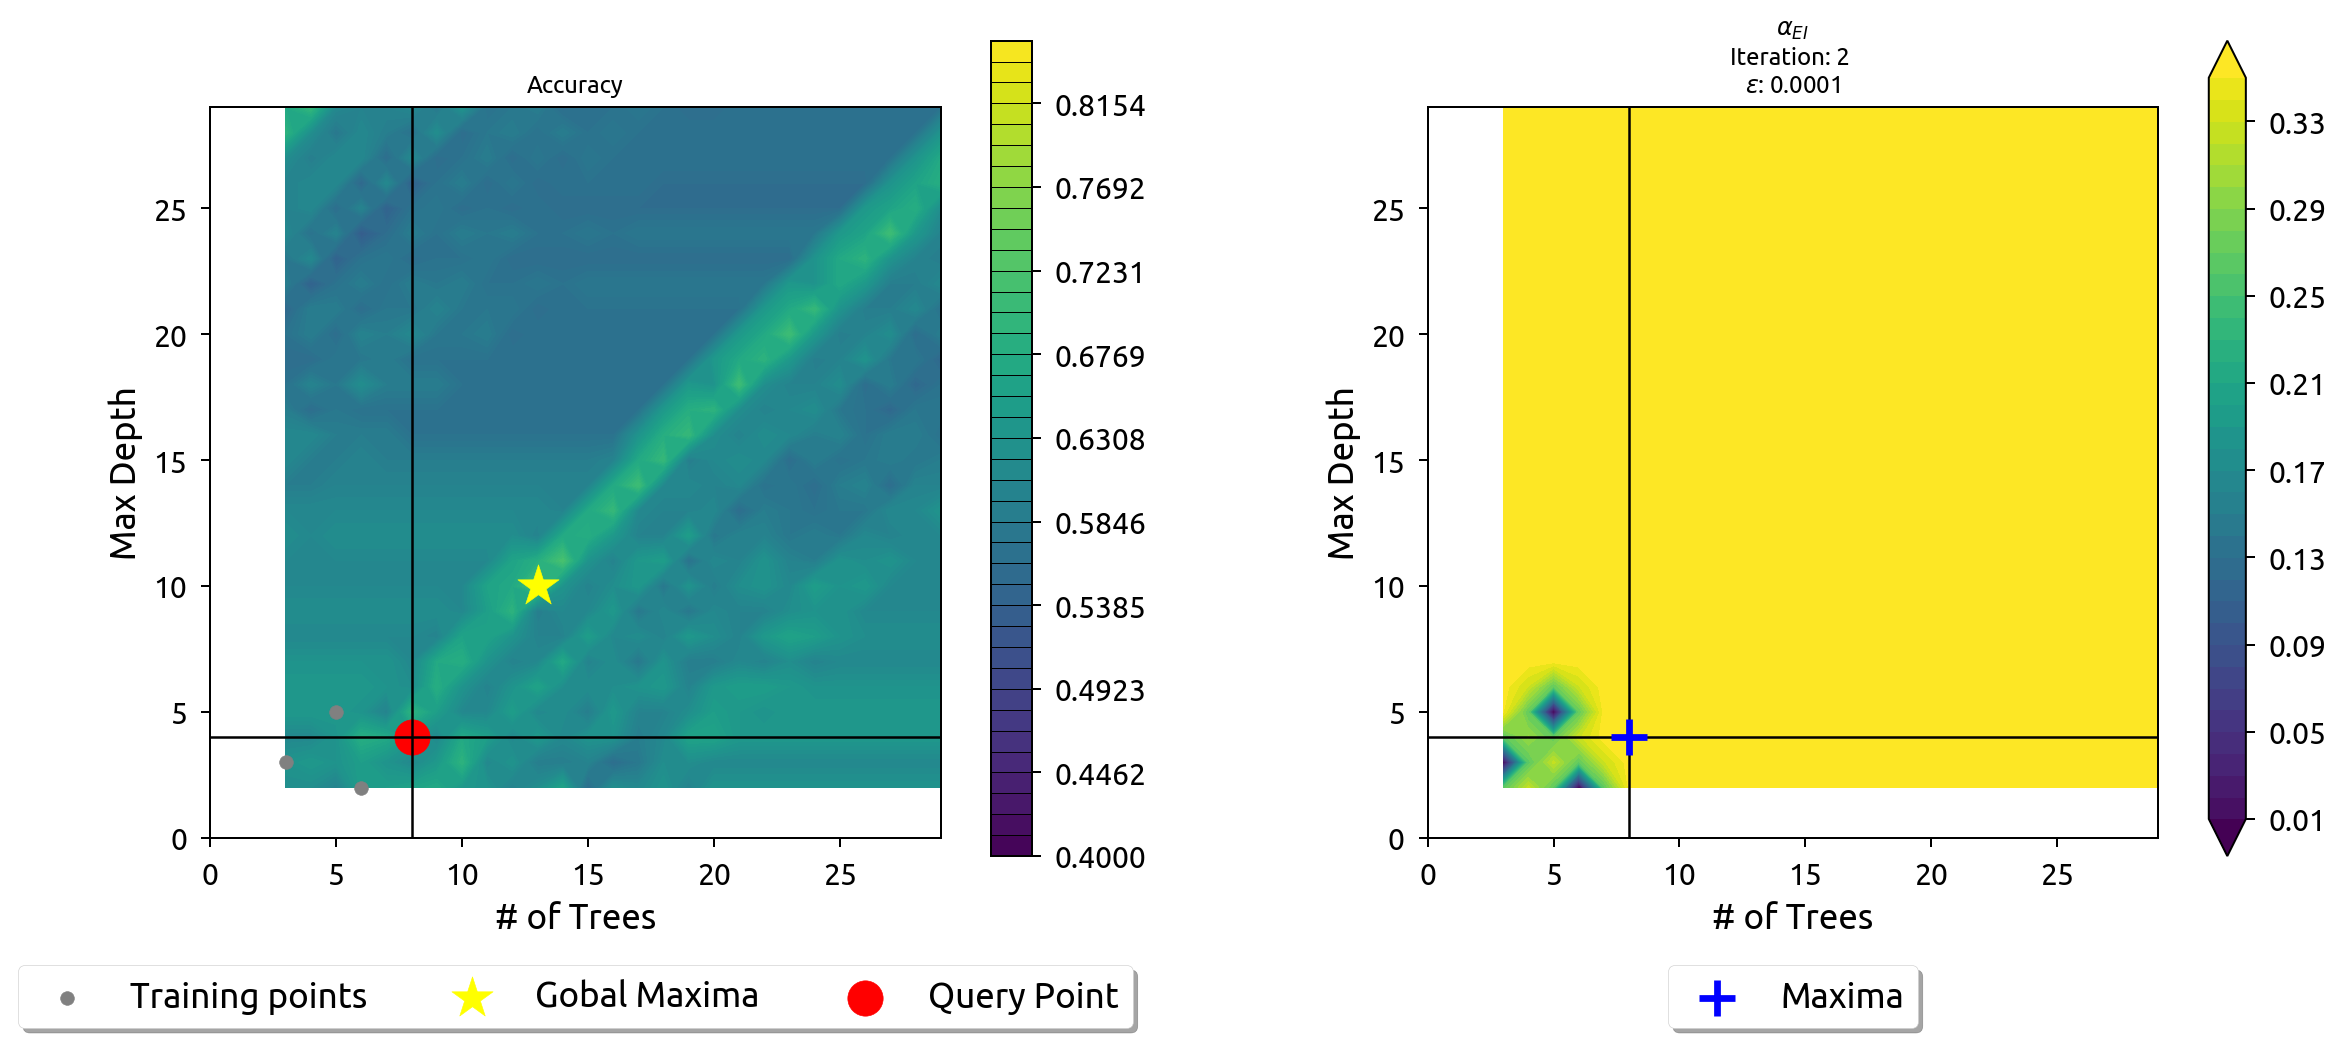 Accuracy
Max Depth
25
20
15
10
5
0
0 5 10 15 20 25
# of Trees
0.8154
0.7692
0.7231
0.6769
0.6308
0.5846
0.5385
0.4923
0.4462
0.4000
Training points
Gobal Maxima
Query Point
α_EI
Iteration: 2
ε: 0.0001
Max Depth
25
20
15
10
5
0
0 5 10 15 20 25
# of Trees
0.33
0.29
0.25
0.21
0.17
0.13
0.09
0.05
0.01
Maxima